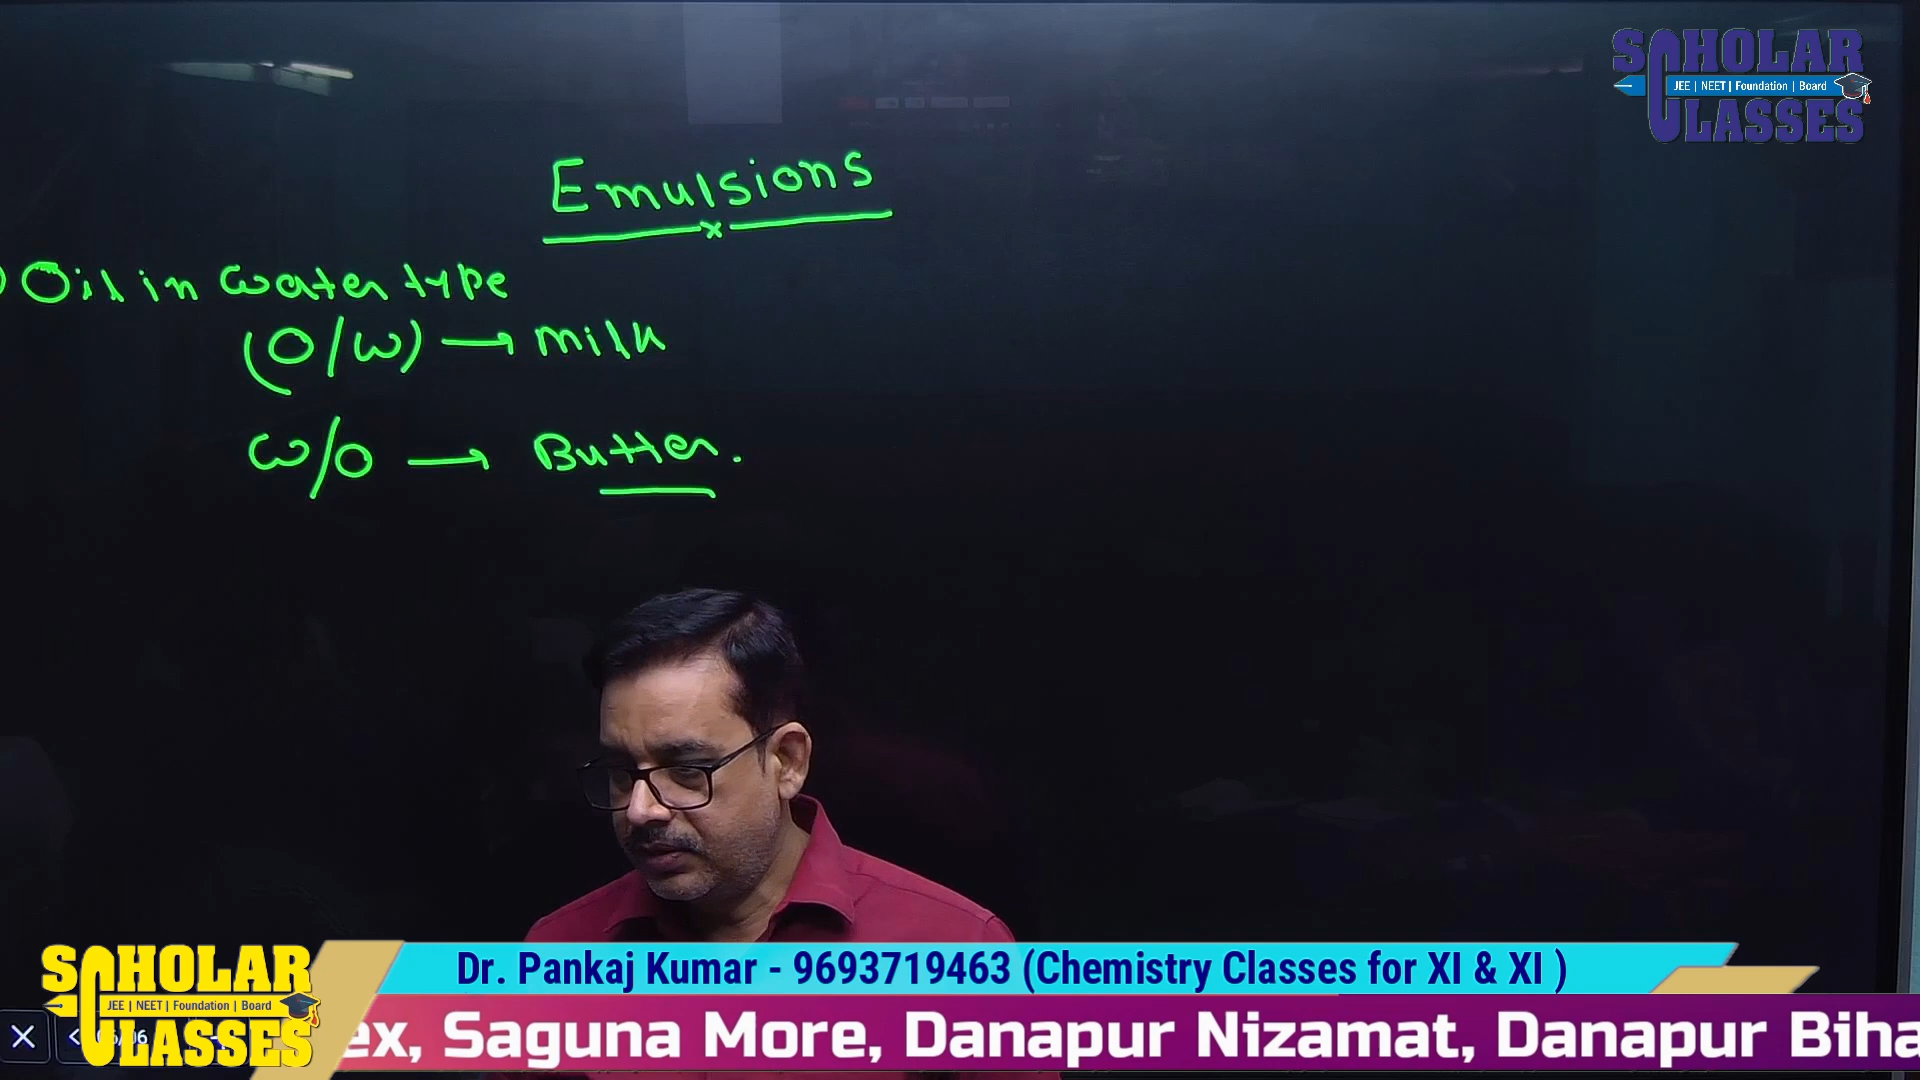 SCHOLAR
JEE | NEET | Foundation | Board
CLASSES
Emulsions
x
Oil in water type
(O/W) → milk
W/O → Butter.
SCHOLAR
JEE | NEET | Foundation | Board
CLASSES
Dr. Pankaj Kumar - 9693719463 (Chemistry Classes for XI & XI )
ex, Saguna More, Danapur Nizamat, Danapur Biha